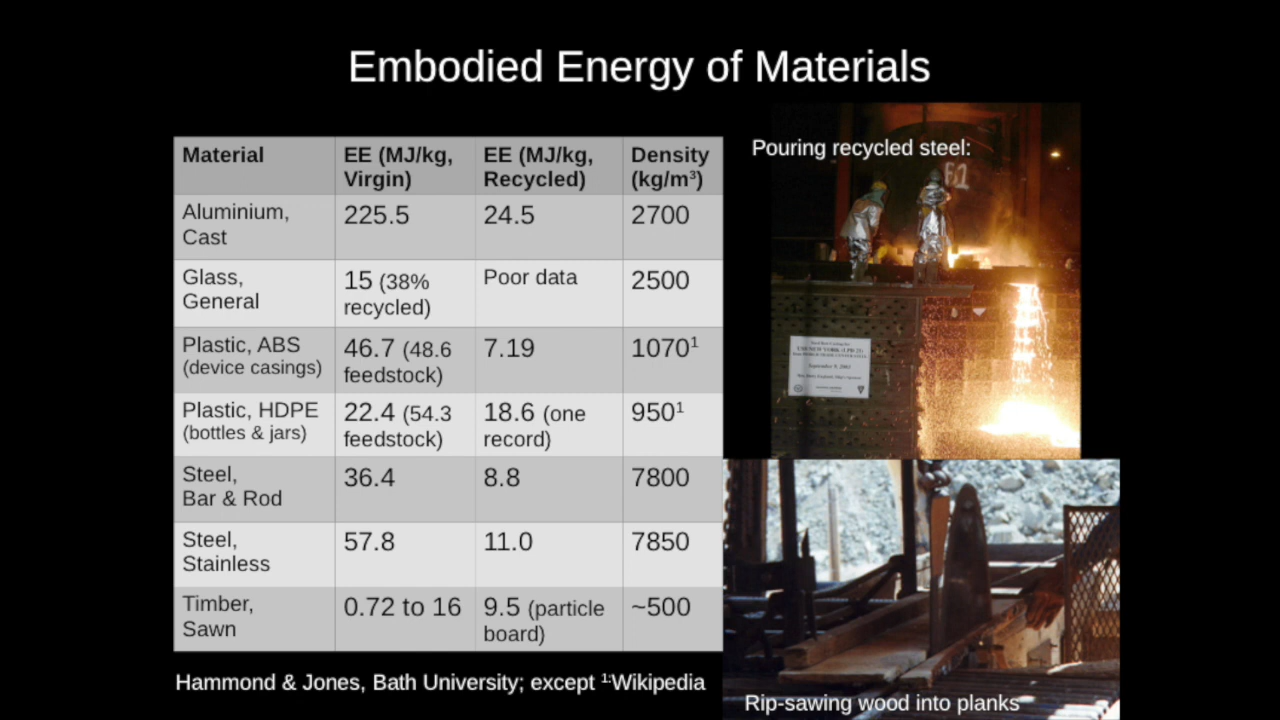 Embodied Energy of Materials
Material
EE (MJ/kg,
Virgin)
EE (MJ/kg,
Recycled)
Density
(kg/m³)
Aluminium,
Cast
225.5
24.5
2700
Glass,
General
15 (38%
recycled)
Poor data
2500
Plastic, ABS
(device casings)
46.7 (48.6
feedstock)
7.19
1070¹
Plastic, HDPE
(bottles & jars)
22.4 (54.3
feedstock)
18.6 (one
record)
950¹
Steel,
Bar & Rod
36.4
8.8
7800
Steel,
Stainless
57.8
11.0
7850
Timber,
Sawn
0.72 to 16
9.5 (particle
board)
~500
Hammond & Jones, Bath University; except ¹:Wikipedia
Pouring recycled steel:
September 9, 2003
Rip-sawing wood into planks